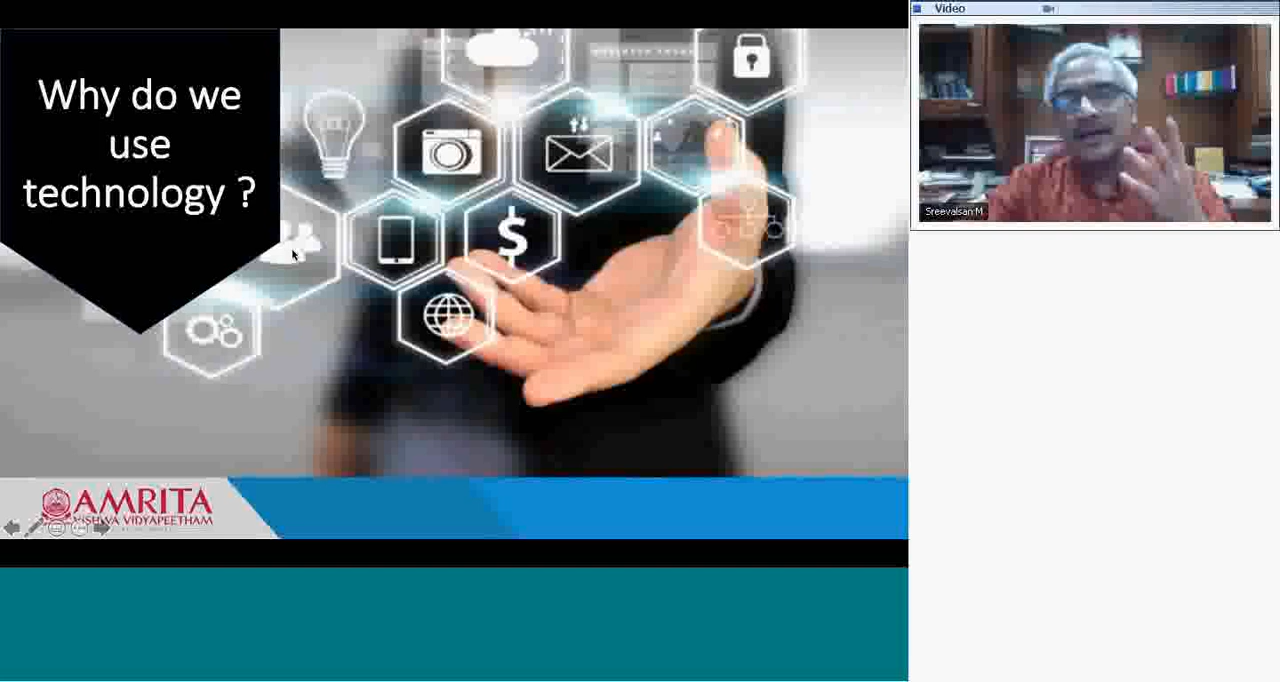 Why do we
use
technology ?
$
AMRITA
VISHWA VIDYAPEETHAM
Video
Sreevalsan M